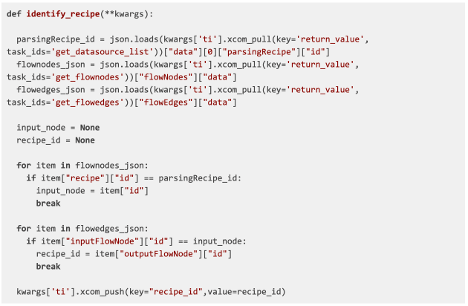 def identify_recipe(**kwargs):
parsingRecipe_id = json.loads(kwargs['ti'].xcom_pull(key='return_value',
task_ids='get_datasource_list'))["data"][0]["parsingRecipe"]["id"]
flownodes_json = json.loads(kwargs['ti'].xcom_pull(key='return_value',
task_ids='get_flownodes'))["flowNodes"]["data"]
flowedges_json = json.loads(kwargs['ti'].xcom_pull(key='return_value',
task_ids='get_flowedges'))["flowEdges"]["data"]
input_node = None
recipe_id = None
for item in flownodes_json:
if item["recipe"]["id"] == parsingRecipe_id:
input_node = item["id"]
break
for item in flowedges_json:
if item["inputFlowNode"]["id"] == input_node:
recipe_id = item["outputFlowNode"]["id"]
break
kwargs['ti'].xcom_push(key="recipe_id",value=recipe_id)